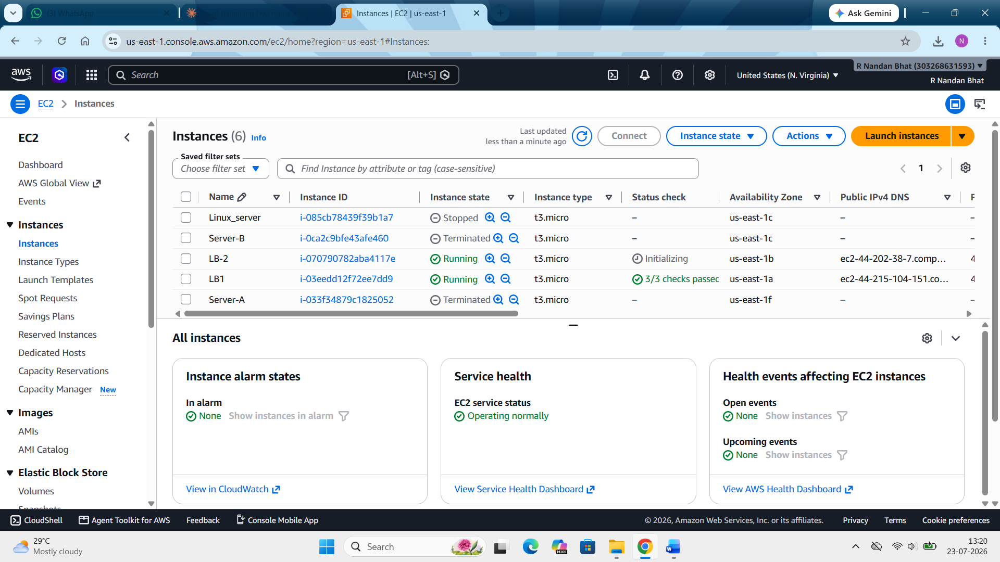 (3) WhatsApp
Instances | EC2 | us-east-1
Ask Gemini
us-east-1.console.aws.amazon.com/ec2/home?region=us-east-1#Instances:
N
aws
Search
[Alt+S]
United States (N. Virginia)
R Nandan Bhat (303268631593)
R Nandan Bhat
EC2
Instances
EC2
Dashboard
AWS Global View
Events
Instances
Instances
Instance Types
Launch Templates
Spot Requests
Savings Plans
Reserved Instances
Dedicated Hosts
Capacity Reservations
Capacity Manager New
Images
AMIs
AMI Catalog
Elastic Block Store
Volumes
Snapshots
Instances (6) Info
Last updated
less than a minute ago
Connect
Instance state
Actions
Launch instances
Saved filter sets
Choose filter set
Find Instance by attribute or tag (case-sensitive)
1
Name Instance ID Instance state Instance type Status check Availability Zone Public IPv4 DNS P
Linux_server i-085cb78439f39b1a7 Stopped t3.micro – us-east-1c – –
Server-B i-0ca2c9bfe43afe460 Terminated t3.micro – us-east-1c – –
LB-2 i-070790782aba4117e Running t3.micro Initializing us-east-1b ec2-44-202-38-7.comp... 4
LB1 i-03eedd12f72ee7dd9 Running t3.micro 3/3 checks passed us-east-1a ec2-44-215-104-151.co... 4
Server-A i-033f34879c1825052 Terminated t3.micro – us-east-1f – –
All instances
Instance alarm states
In alarm
None Show instances in alarm
View in CloudWatch
Service health
EC2 service status
Operating normally
View Service Health Dashboard
Health events affecting EC2 instances
Open events
None Show instances
Upcoming events
None Show instances
View AWS Health Dashboard
CloudShell
Agent Toolkit for AWS
Feedback
Console Mobile App
© 2026, Amazon Web Services, Inc. or its affiliates.
Privacy
Terms
Cookie preferences
29°C
Mostly cloudy
Search
M365
13:20
23-07-2026